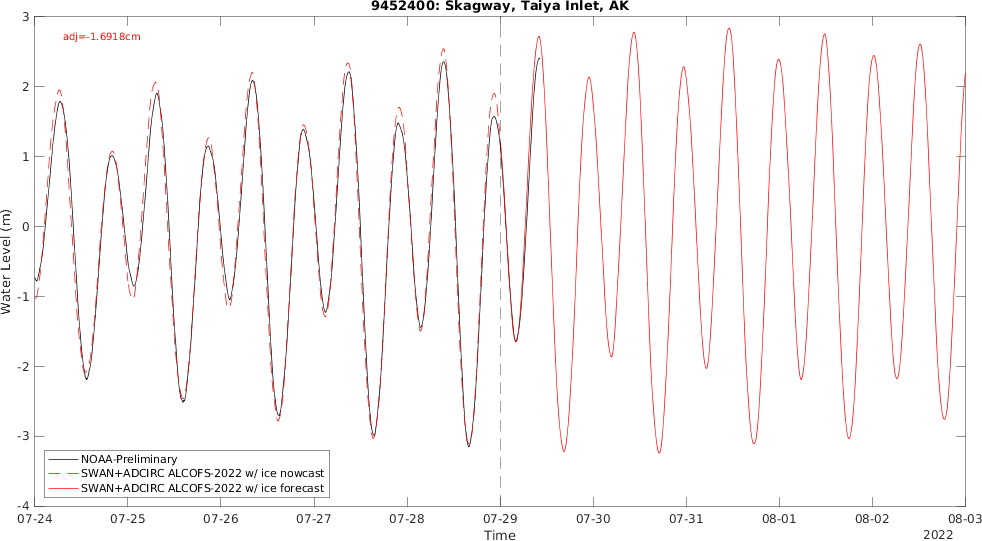 9452400: Skagway, Taiya Inlet, AK
adj=-1.6918cm
3
2
1
0
-1
-2
-3
-4
Water Level (m)
NOAA-Preliminary
SWAN+ADCIRC ALCOFS-2022 w/ ice nowcast
SWAN+ADCIRC ALCOFS-2022 w/ ice forecast
07-24 07-25 07-26 07-27 07-28 07-29 07-30 07-31 08-01 08-02 08-03
Time
2022